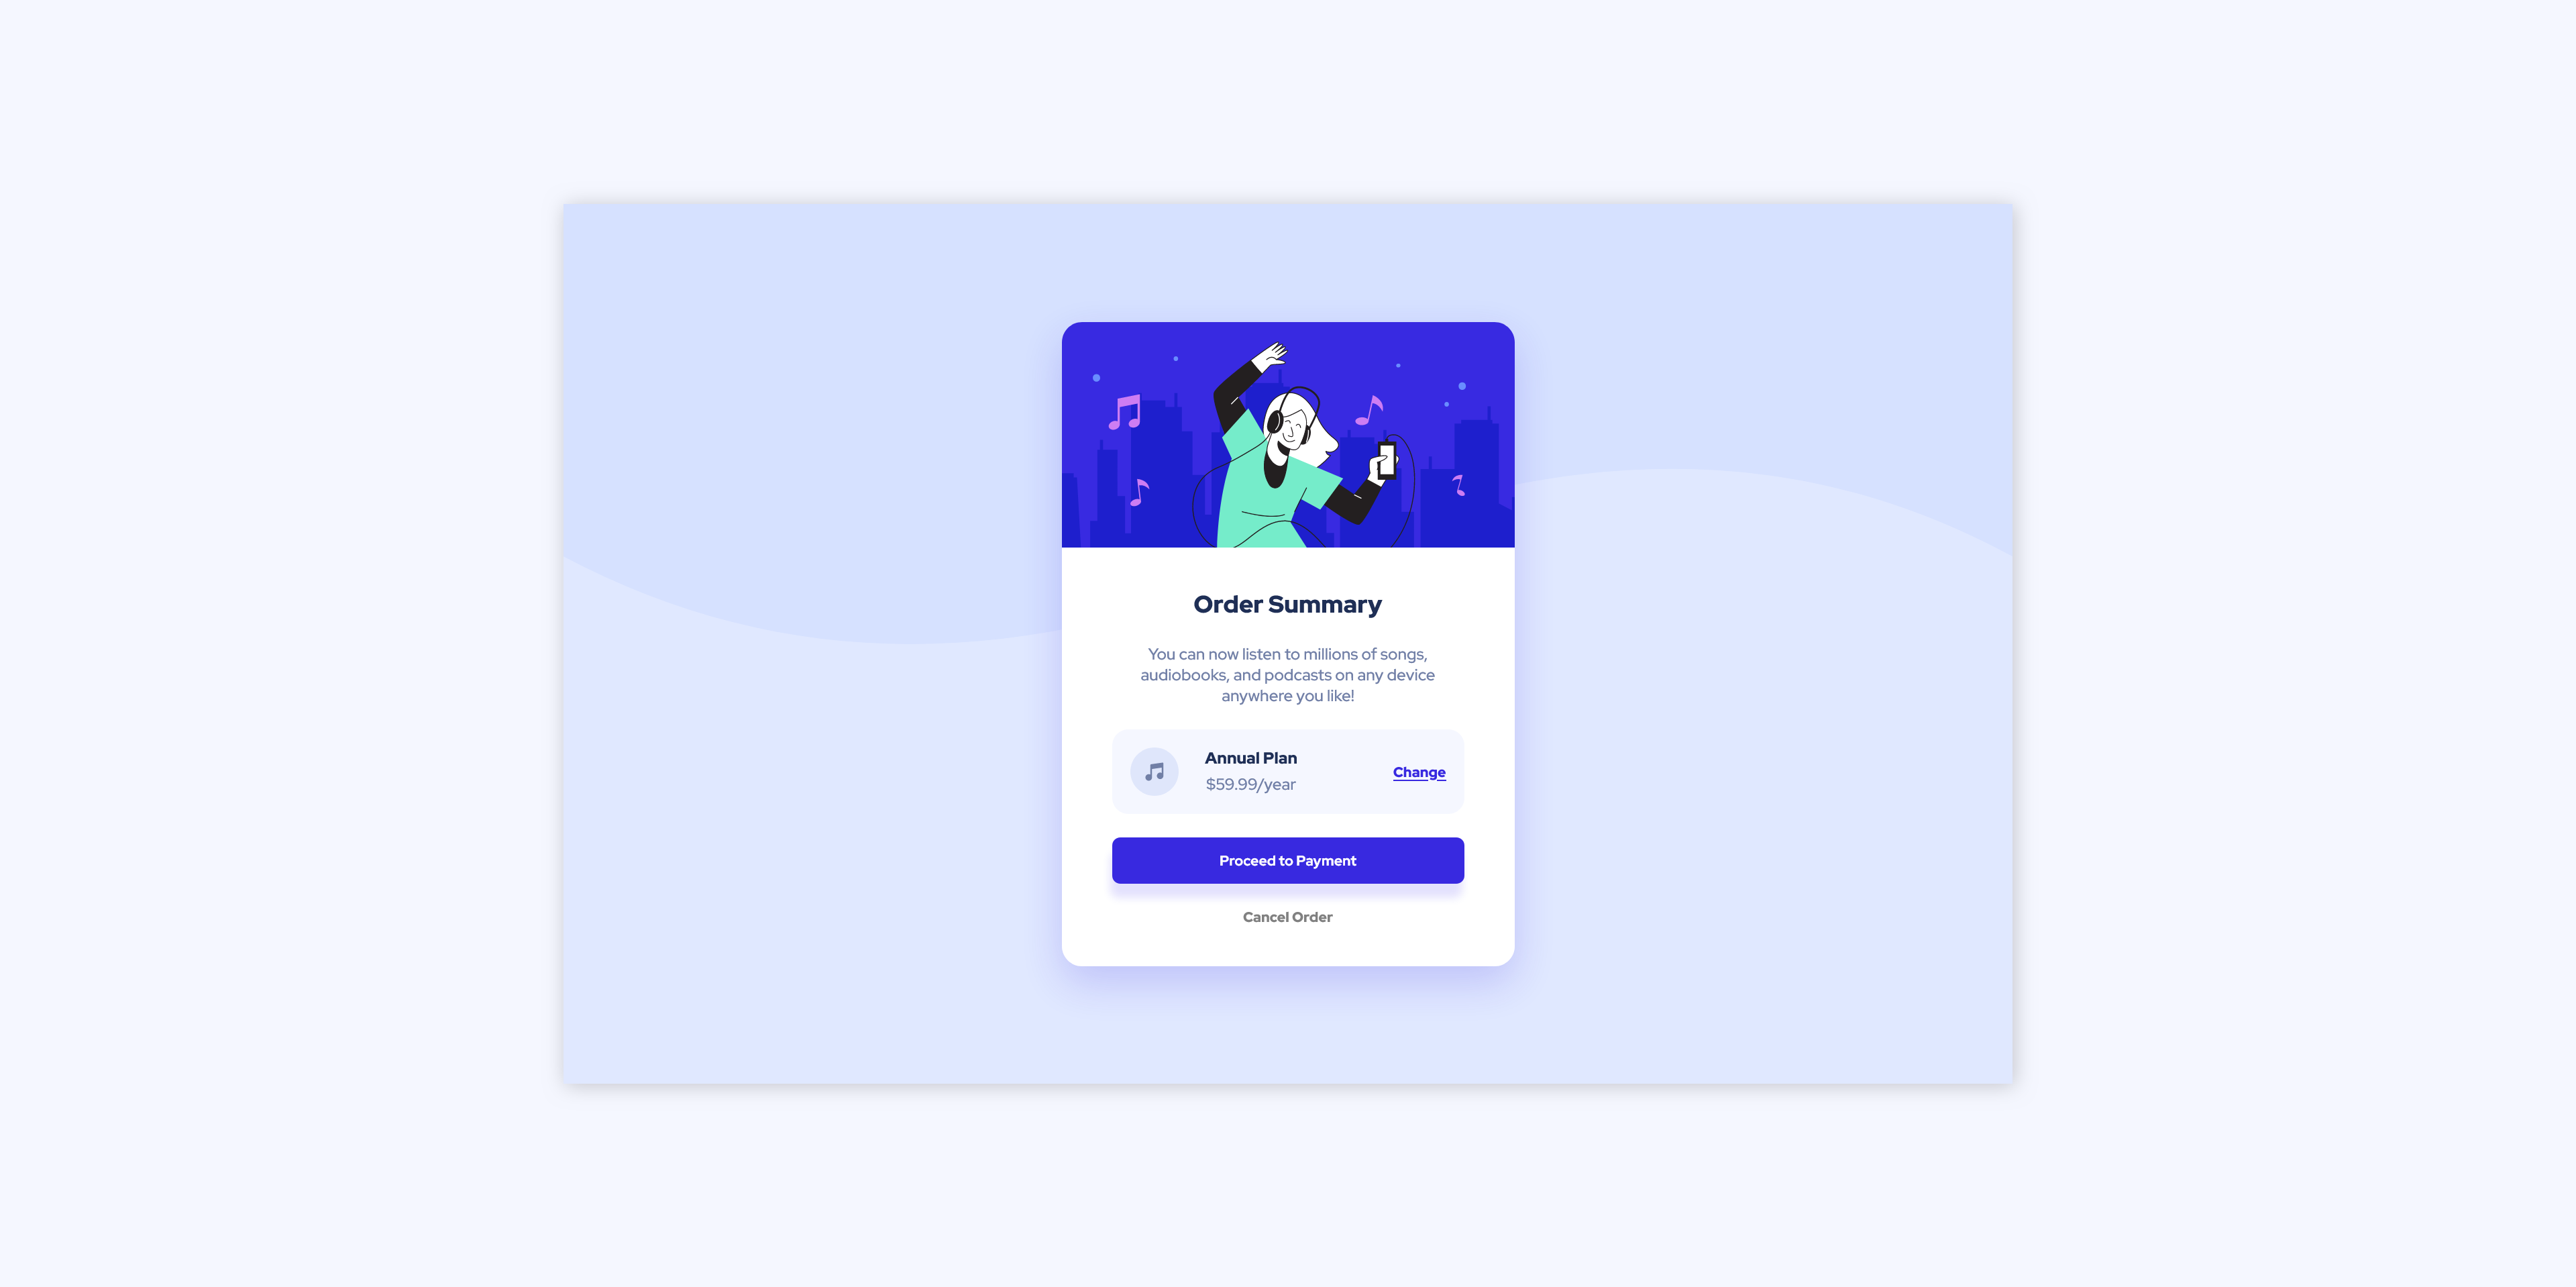 Order Summary
You can now listen to millions of songs,
audiobooks, and podcasts on any device
anywhere you like!
Annual Plan
$59.99/year
Change
Proceed to Payment
Cancel Order